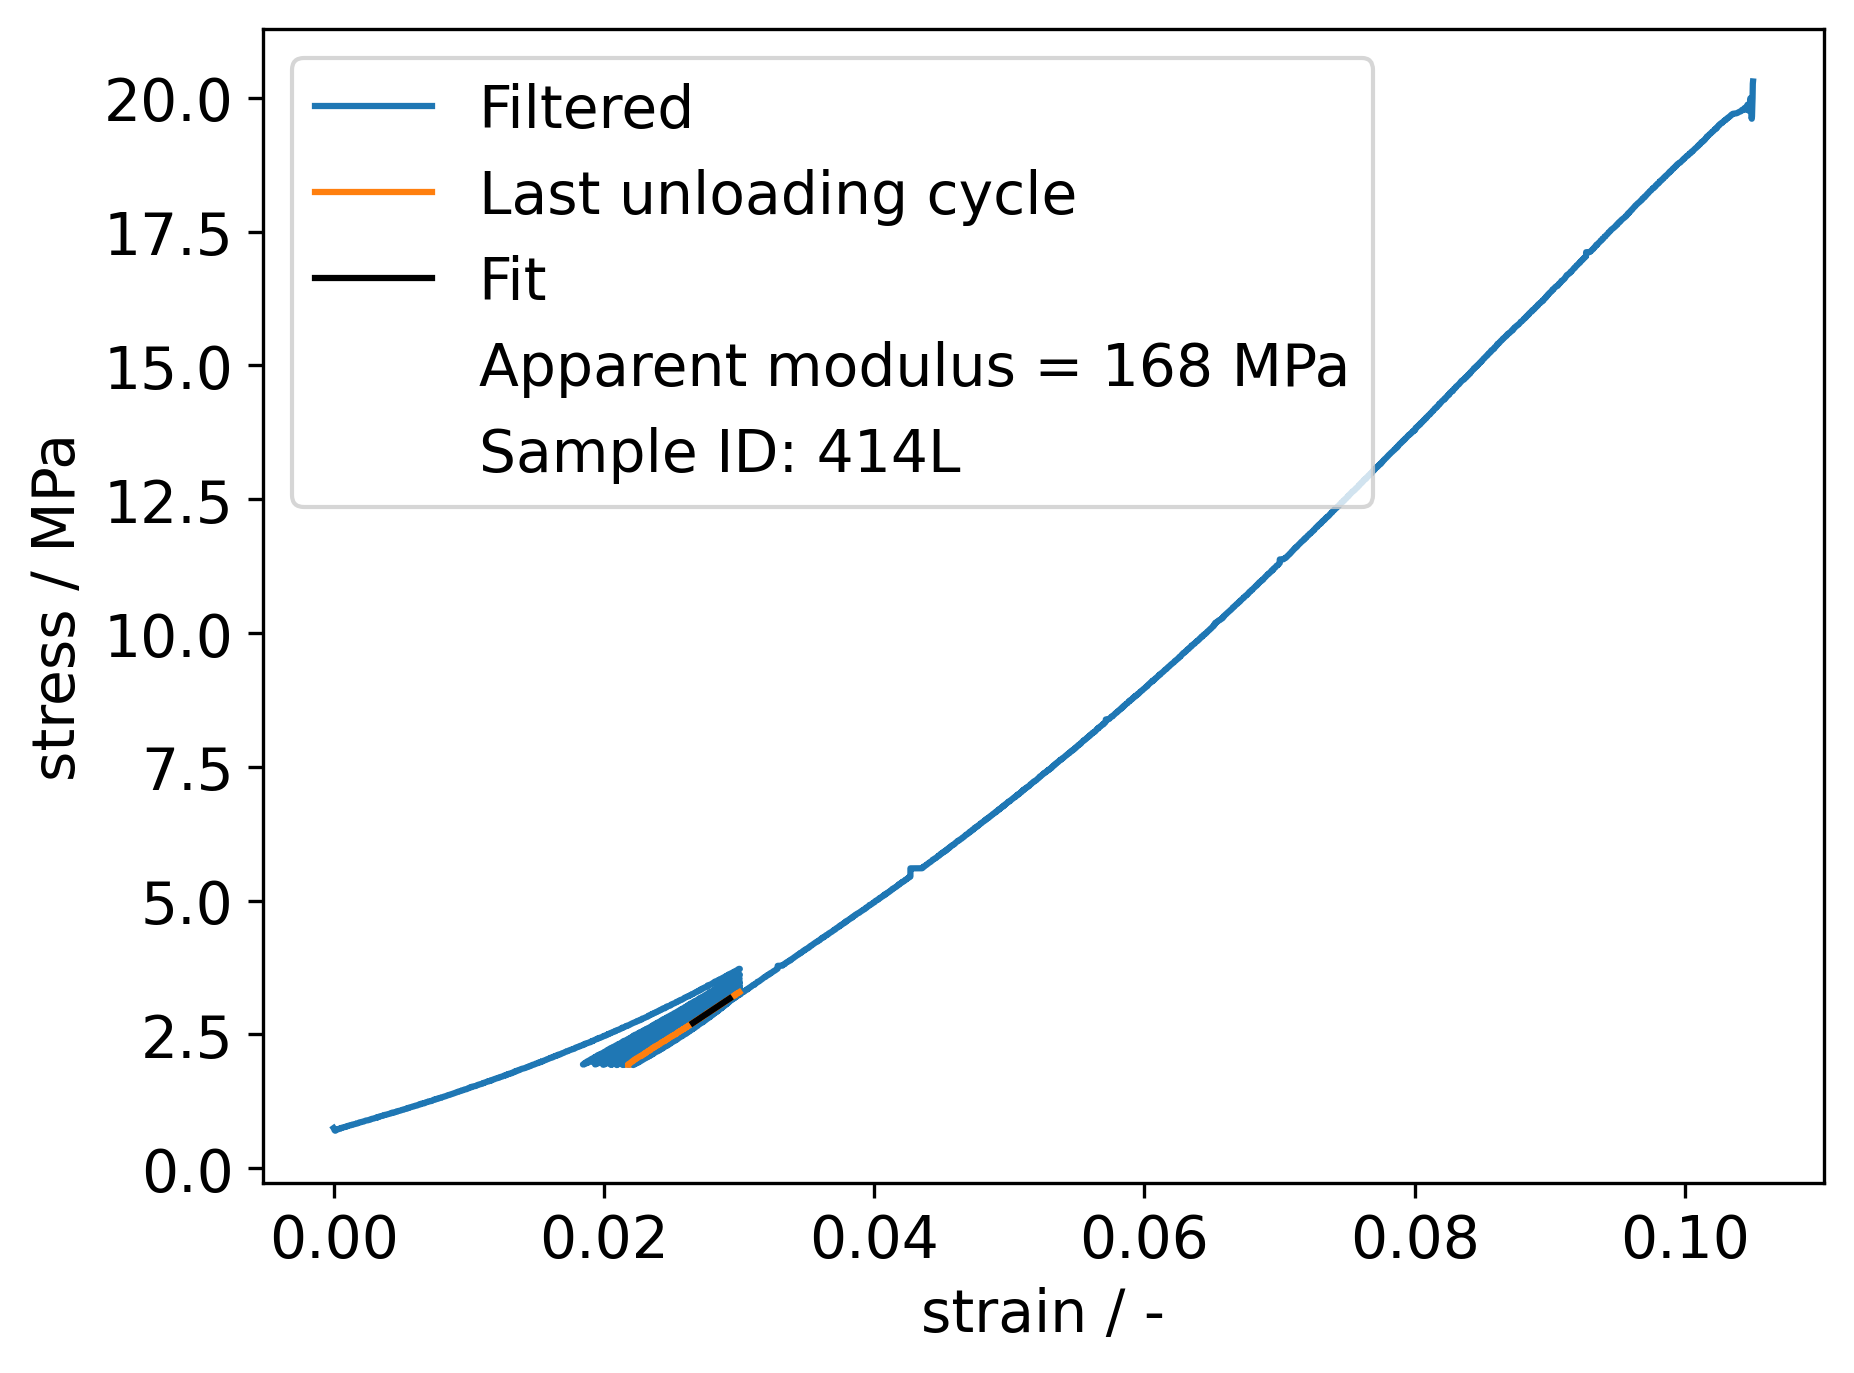 Filtered
Last unloading cycle
Fit
Apparent modulus = 168 MPa
Sample ID: 414L
stress / MPa
20.0
17.5
15.0
12.5
10.0
7.5
5.0
2.5
0.0
0.00 0.02 0.04 0.06 0.08 0.10
strain / -